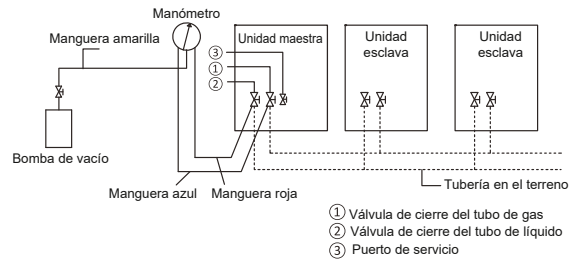 Manómetro
Manguera amarilla
Unidad maestra
Unidad
esclava
Unidad
esclava
③
①
②
Bomba de vacío
Manguera azul
Manguera roja
Tubería en el terreno
① Válvula de cierre del tubo de gas
② Válvula de cierre del tubo de líquido
③ Puerto de servicio